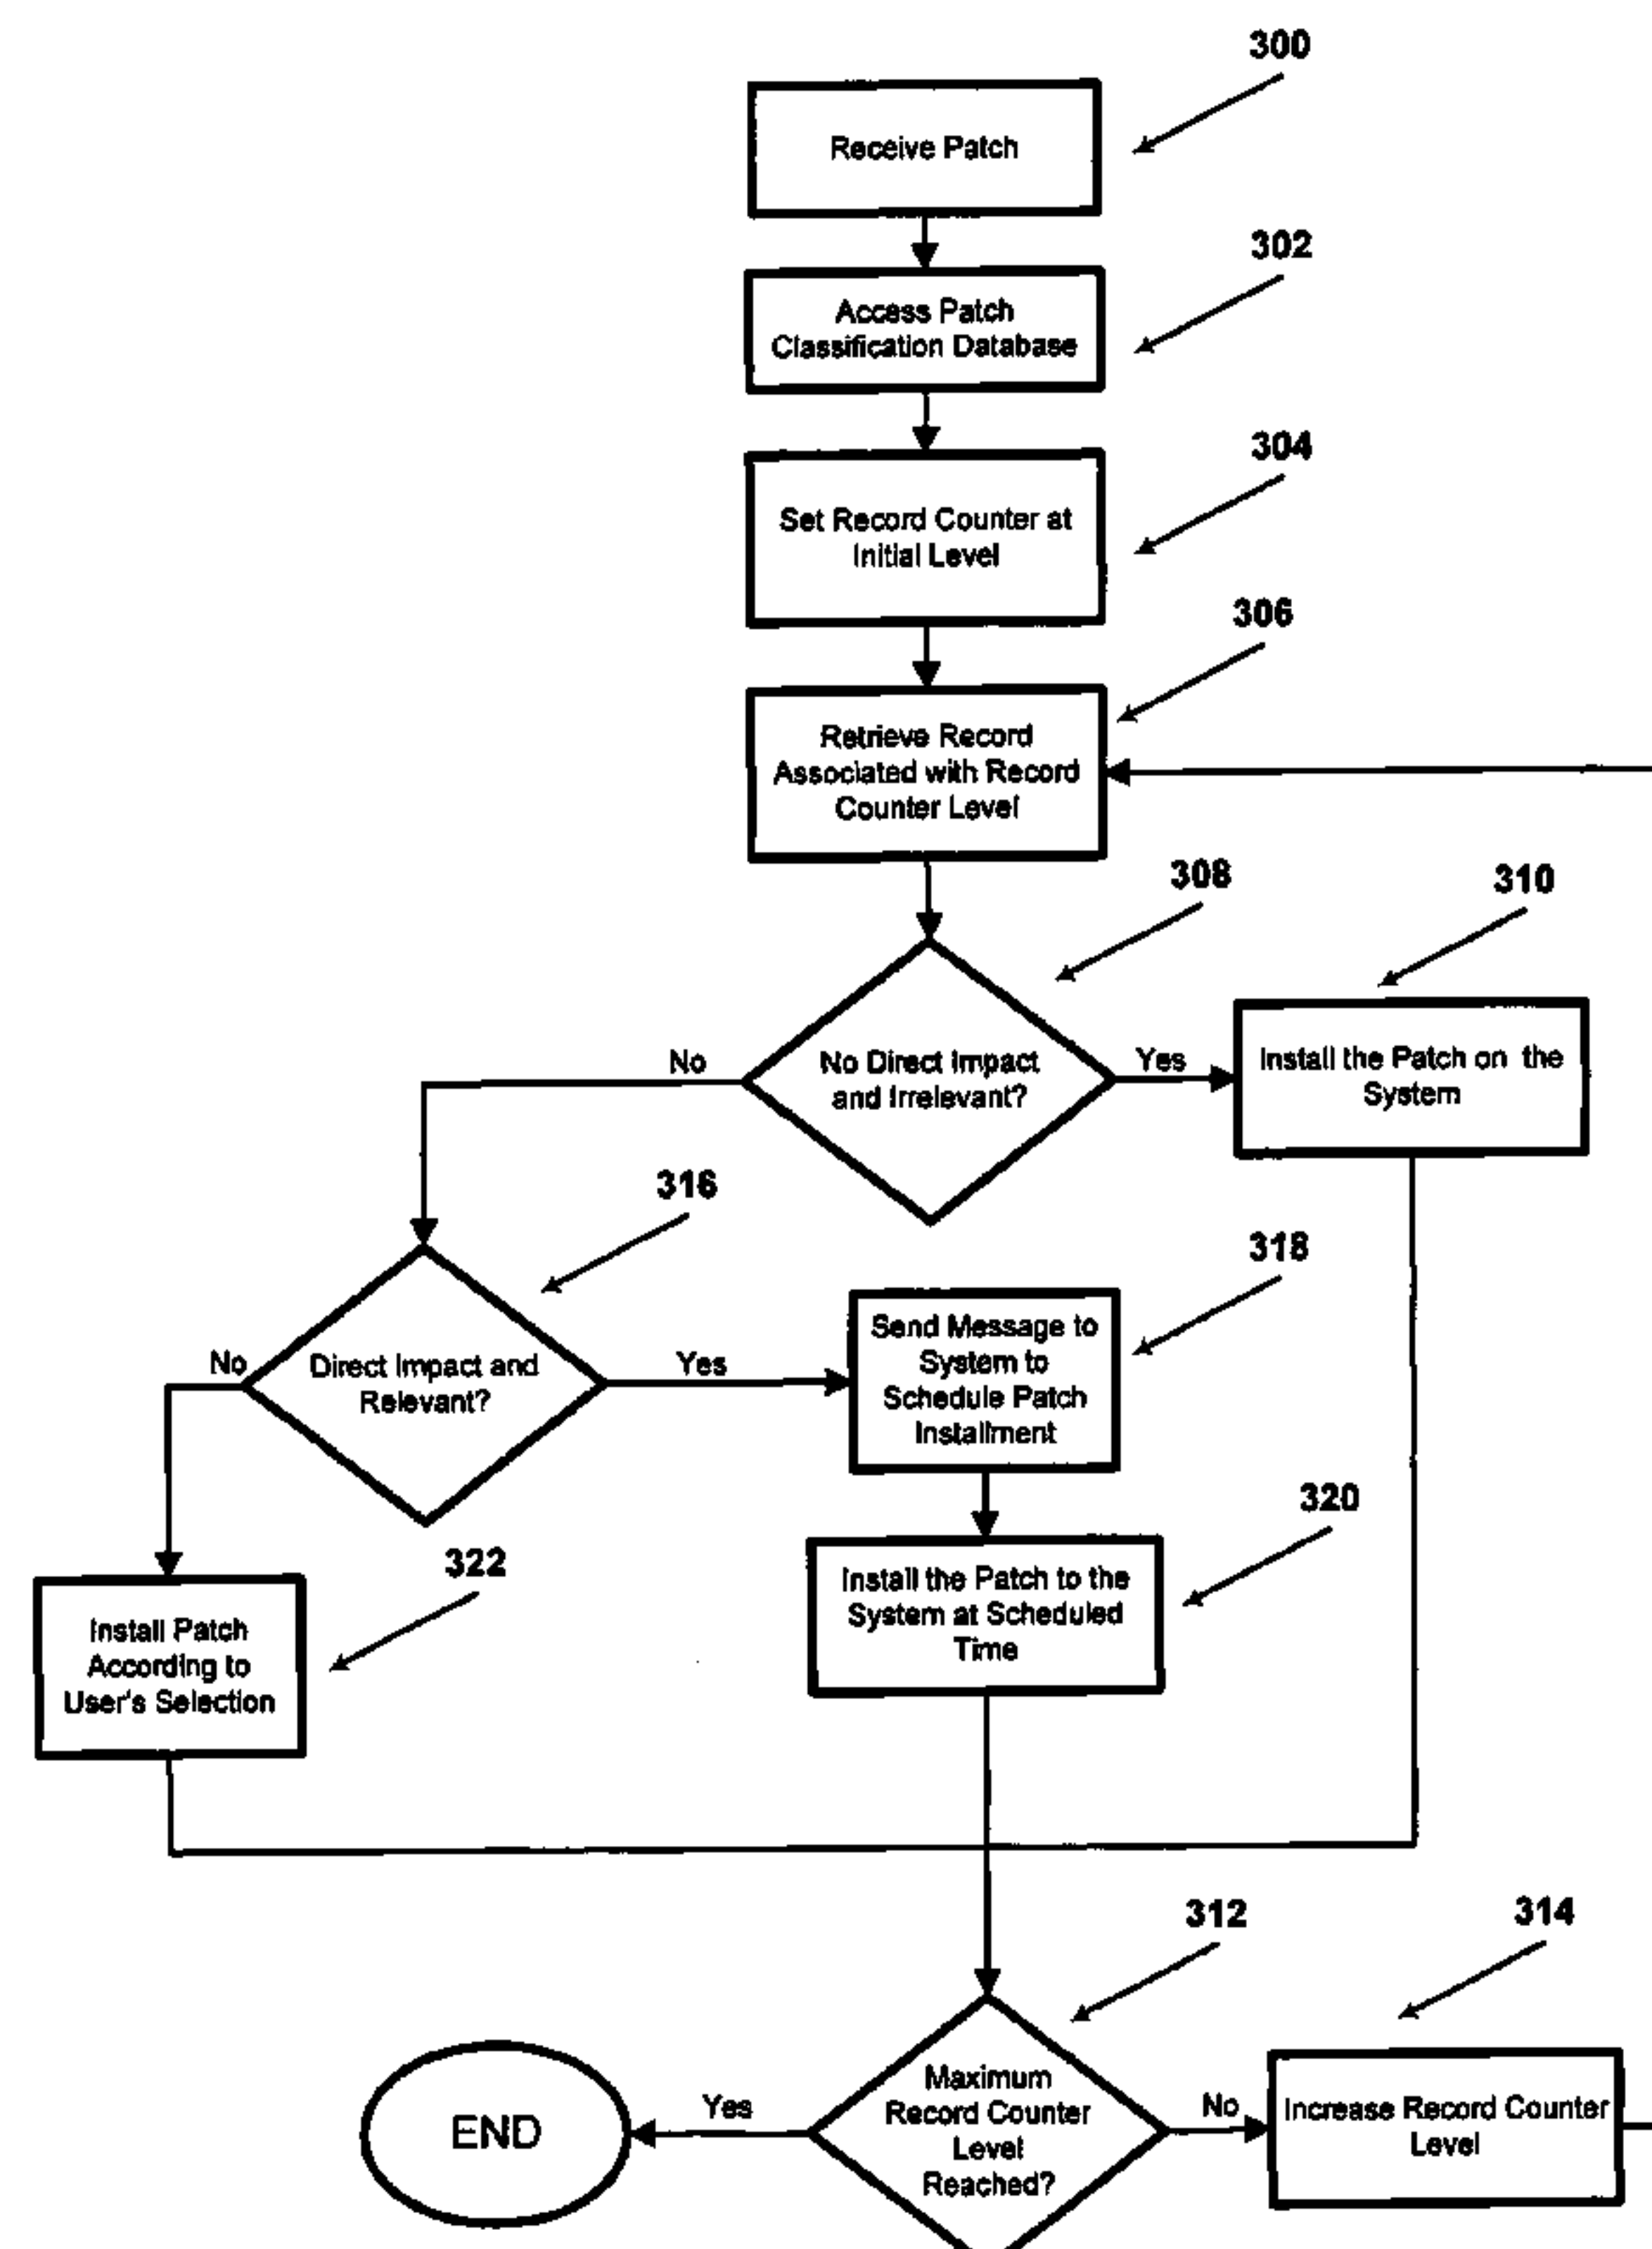 300
Receive Patch
302
Access Patch
Classification Database
304
Set Record Counter at
Initial Level
306
Retrieve Record
Associated with Record
Counter Level
308
310
No
No Direct Impact
and Irrelevant?
Yes
Install the Patch on the
System
316
318
No
Direct Impact and
Relevant?
Yes
Send Message to
System to
Schedule Patch
Installment
320
322
Install the Patch to the
System at Scheduled
Time
Install Patch
According to
User's Selection
312
314
END
Yes
Maximum
Record Counter
Level
Reached?
No
Increase Record Counter
Level